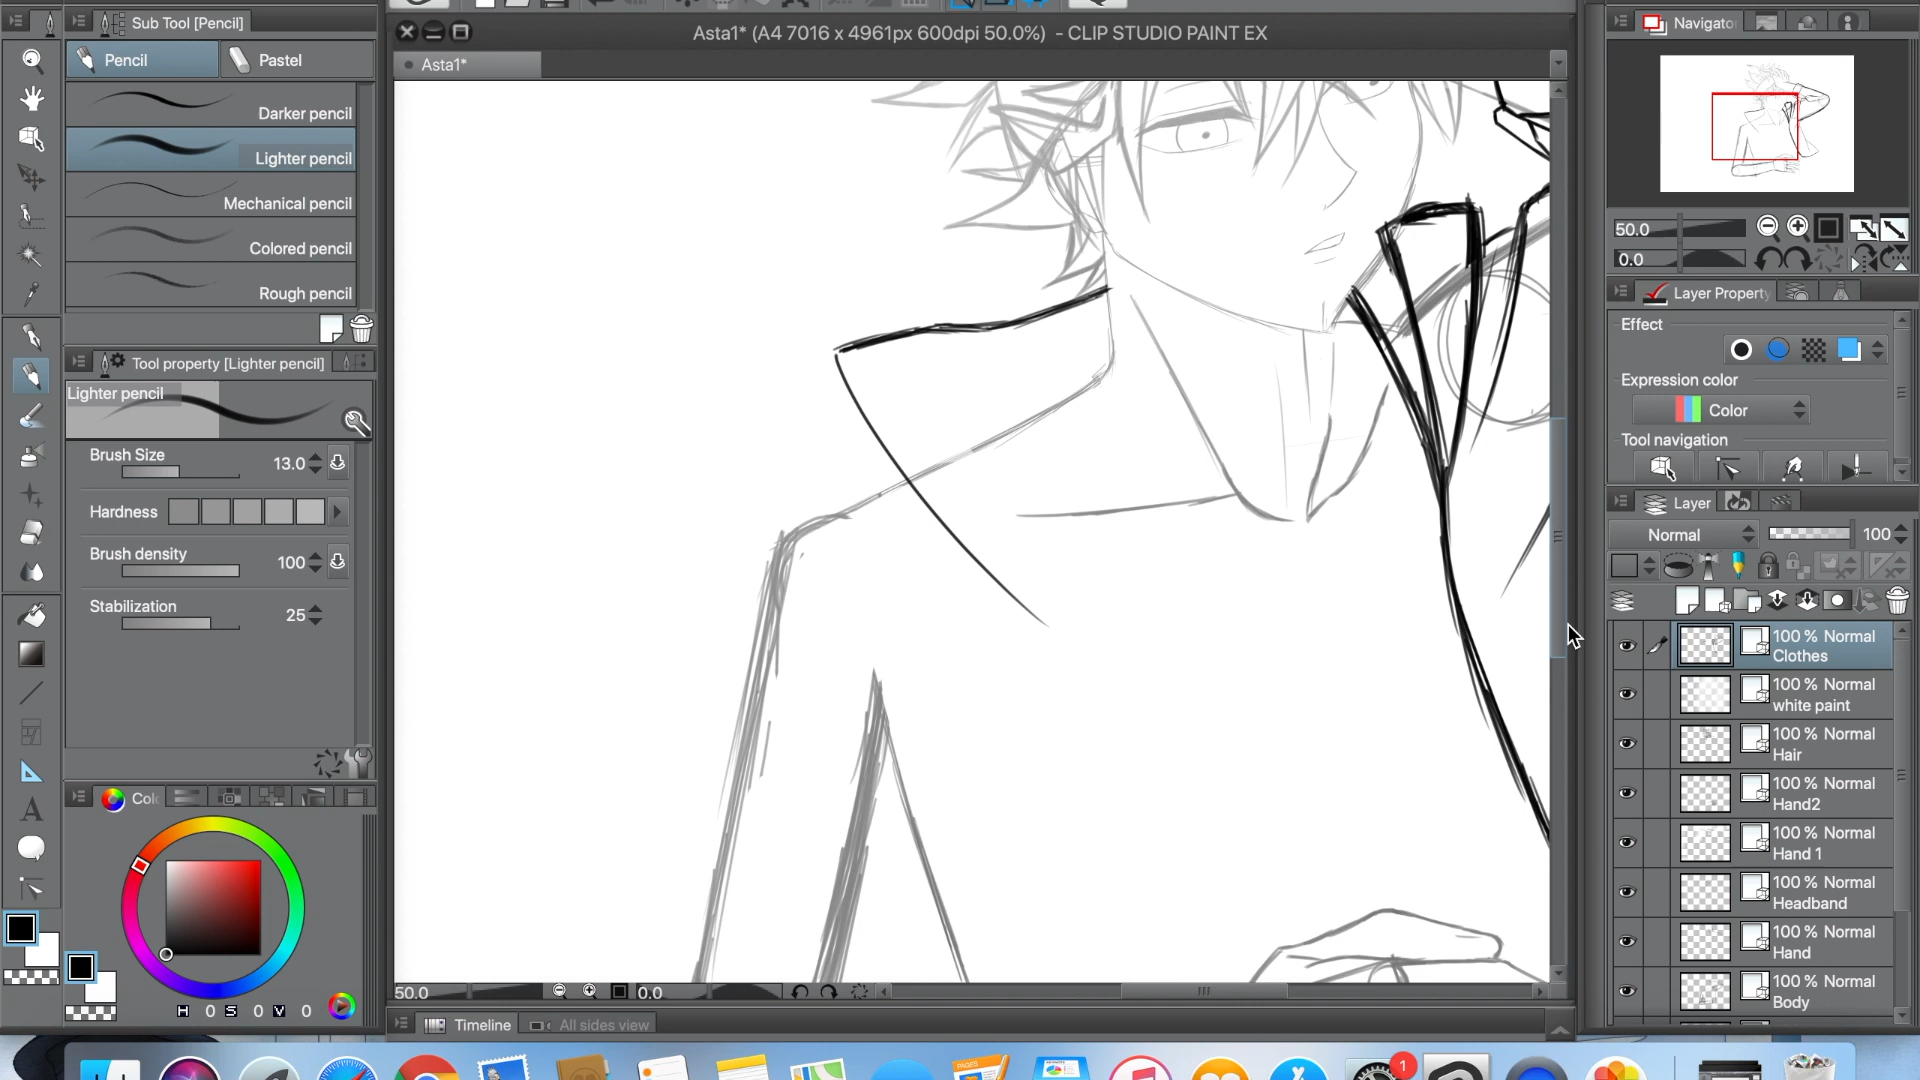 Sub Tool [Pencil]
Pencil
Pastel
Darker pencil
Lighter pencil
Mechanical pencil
Colored pencil
Rough pencil
Tool property [Lighter pencil]
Lighter pencil
Brush Size
13.0
Hardness
Brush density
100
Stabilization
25
Colo
H 0 S 0 V 0
Asta1* (A4 7016 x 4961px 600dpi 50.0%) - CLIP STUDIO PAINT EX
Asta1*
50.0
0.0
Timeline
All sides view
Navigator
50.0
0.0
Layer Property
Effect
Expression color
Color
Tool navigation
Layer
Normal
100
100 % Normal
Clothes
100 % Normal
white paint
100 % Normal
Hair
100 % Normal
Hand2
100 % Normal
Hand 1
100 % Normal
Headband
100 % Normal
Hand
100 % Normal
Body
1